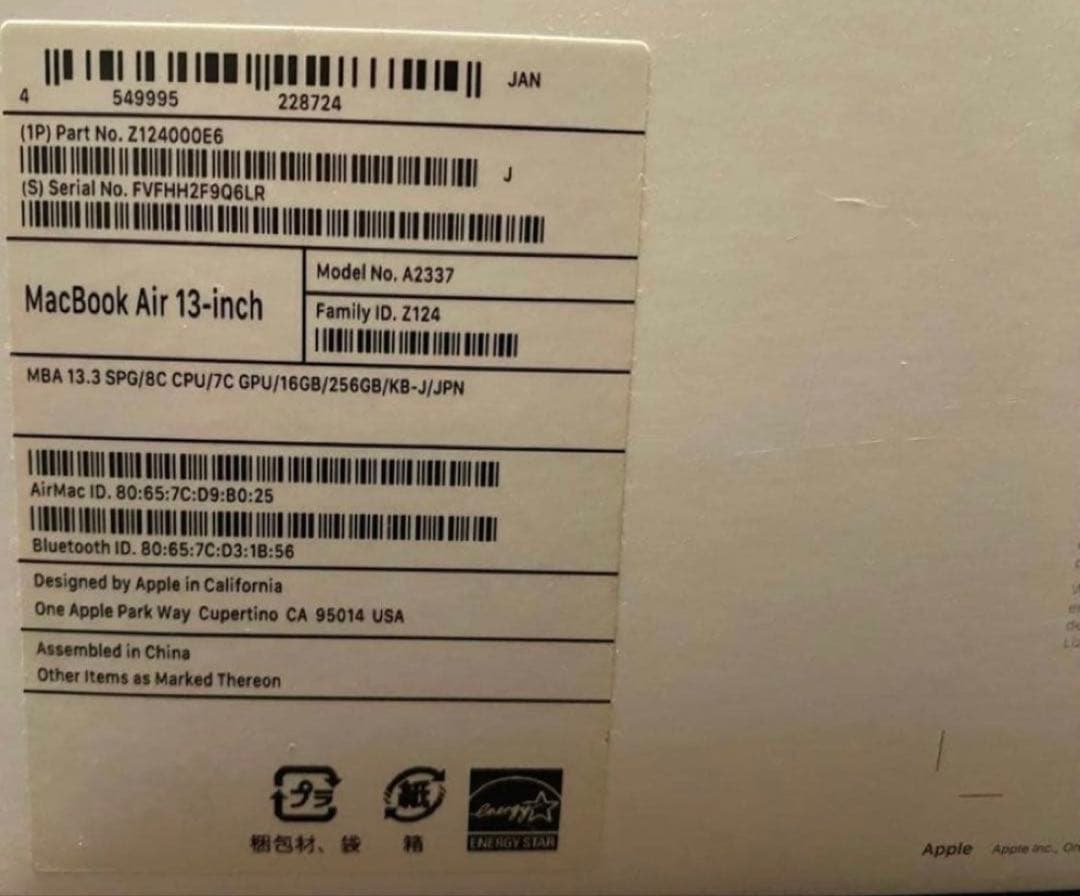 JAN
4 549995 228724
(1P) Part No. Z124000E6
J
(S) Serial No. FVFHH2F9Q6LR
MacBook Air 13-inch
Model No. A2337
Family ID. Z124
MBA 13.3 SPG/8C CPU/7C GPU/16GB/256GB/KB-J/JPN
AirMac ID. 80:65:7C:D9:B0:25
Bluetooth ID. 80:65:7C:D3:1B:56
Designed by Apple in California
One Apple Park Way Cupertino CA 95014 USA
Assembled in China
Other Items as Marked Thereon
プラ 紙 energy
梱包材、袋 箱 ENERGY STAR
Apple Apple Inc.,